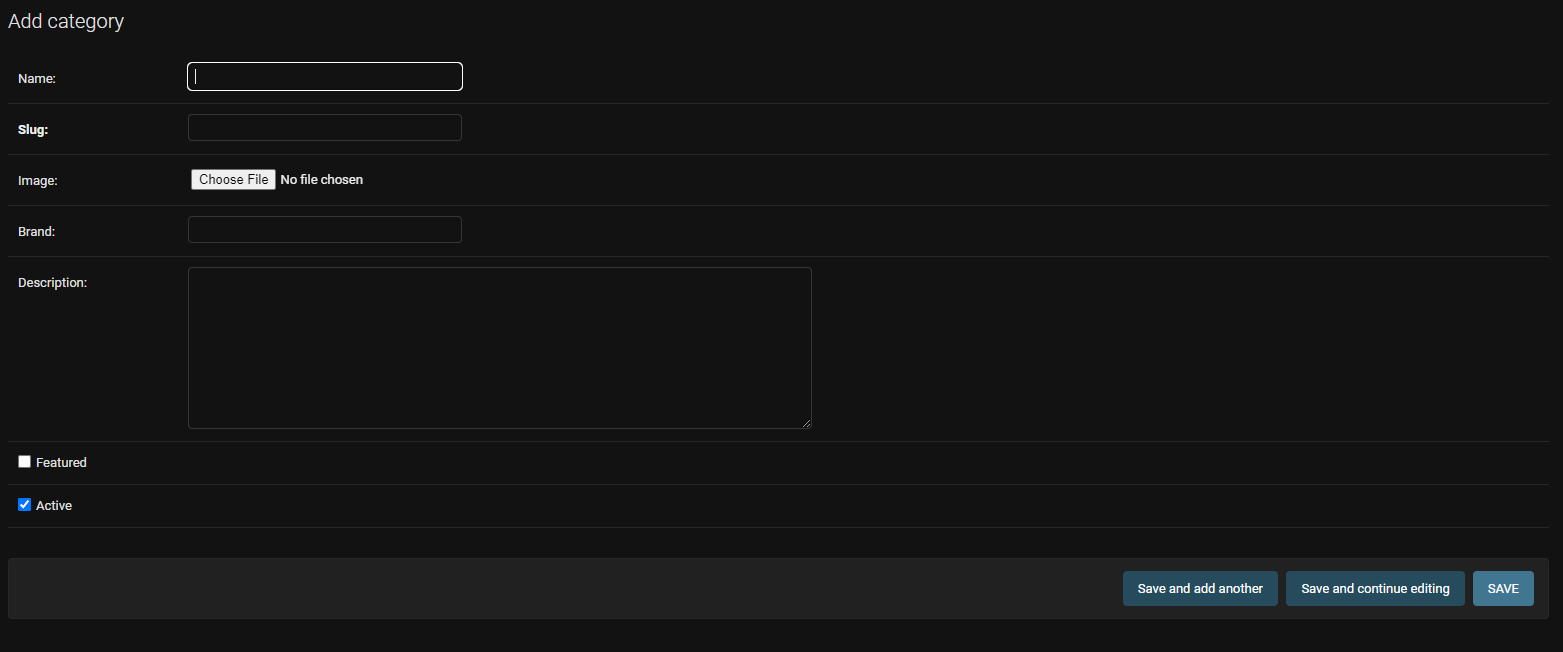 Add category
Name:
Slug:
Image: Choose File No file chosen
Brand:
Description:
Featured
Active
Save and add another Save and continue editing SAVE